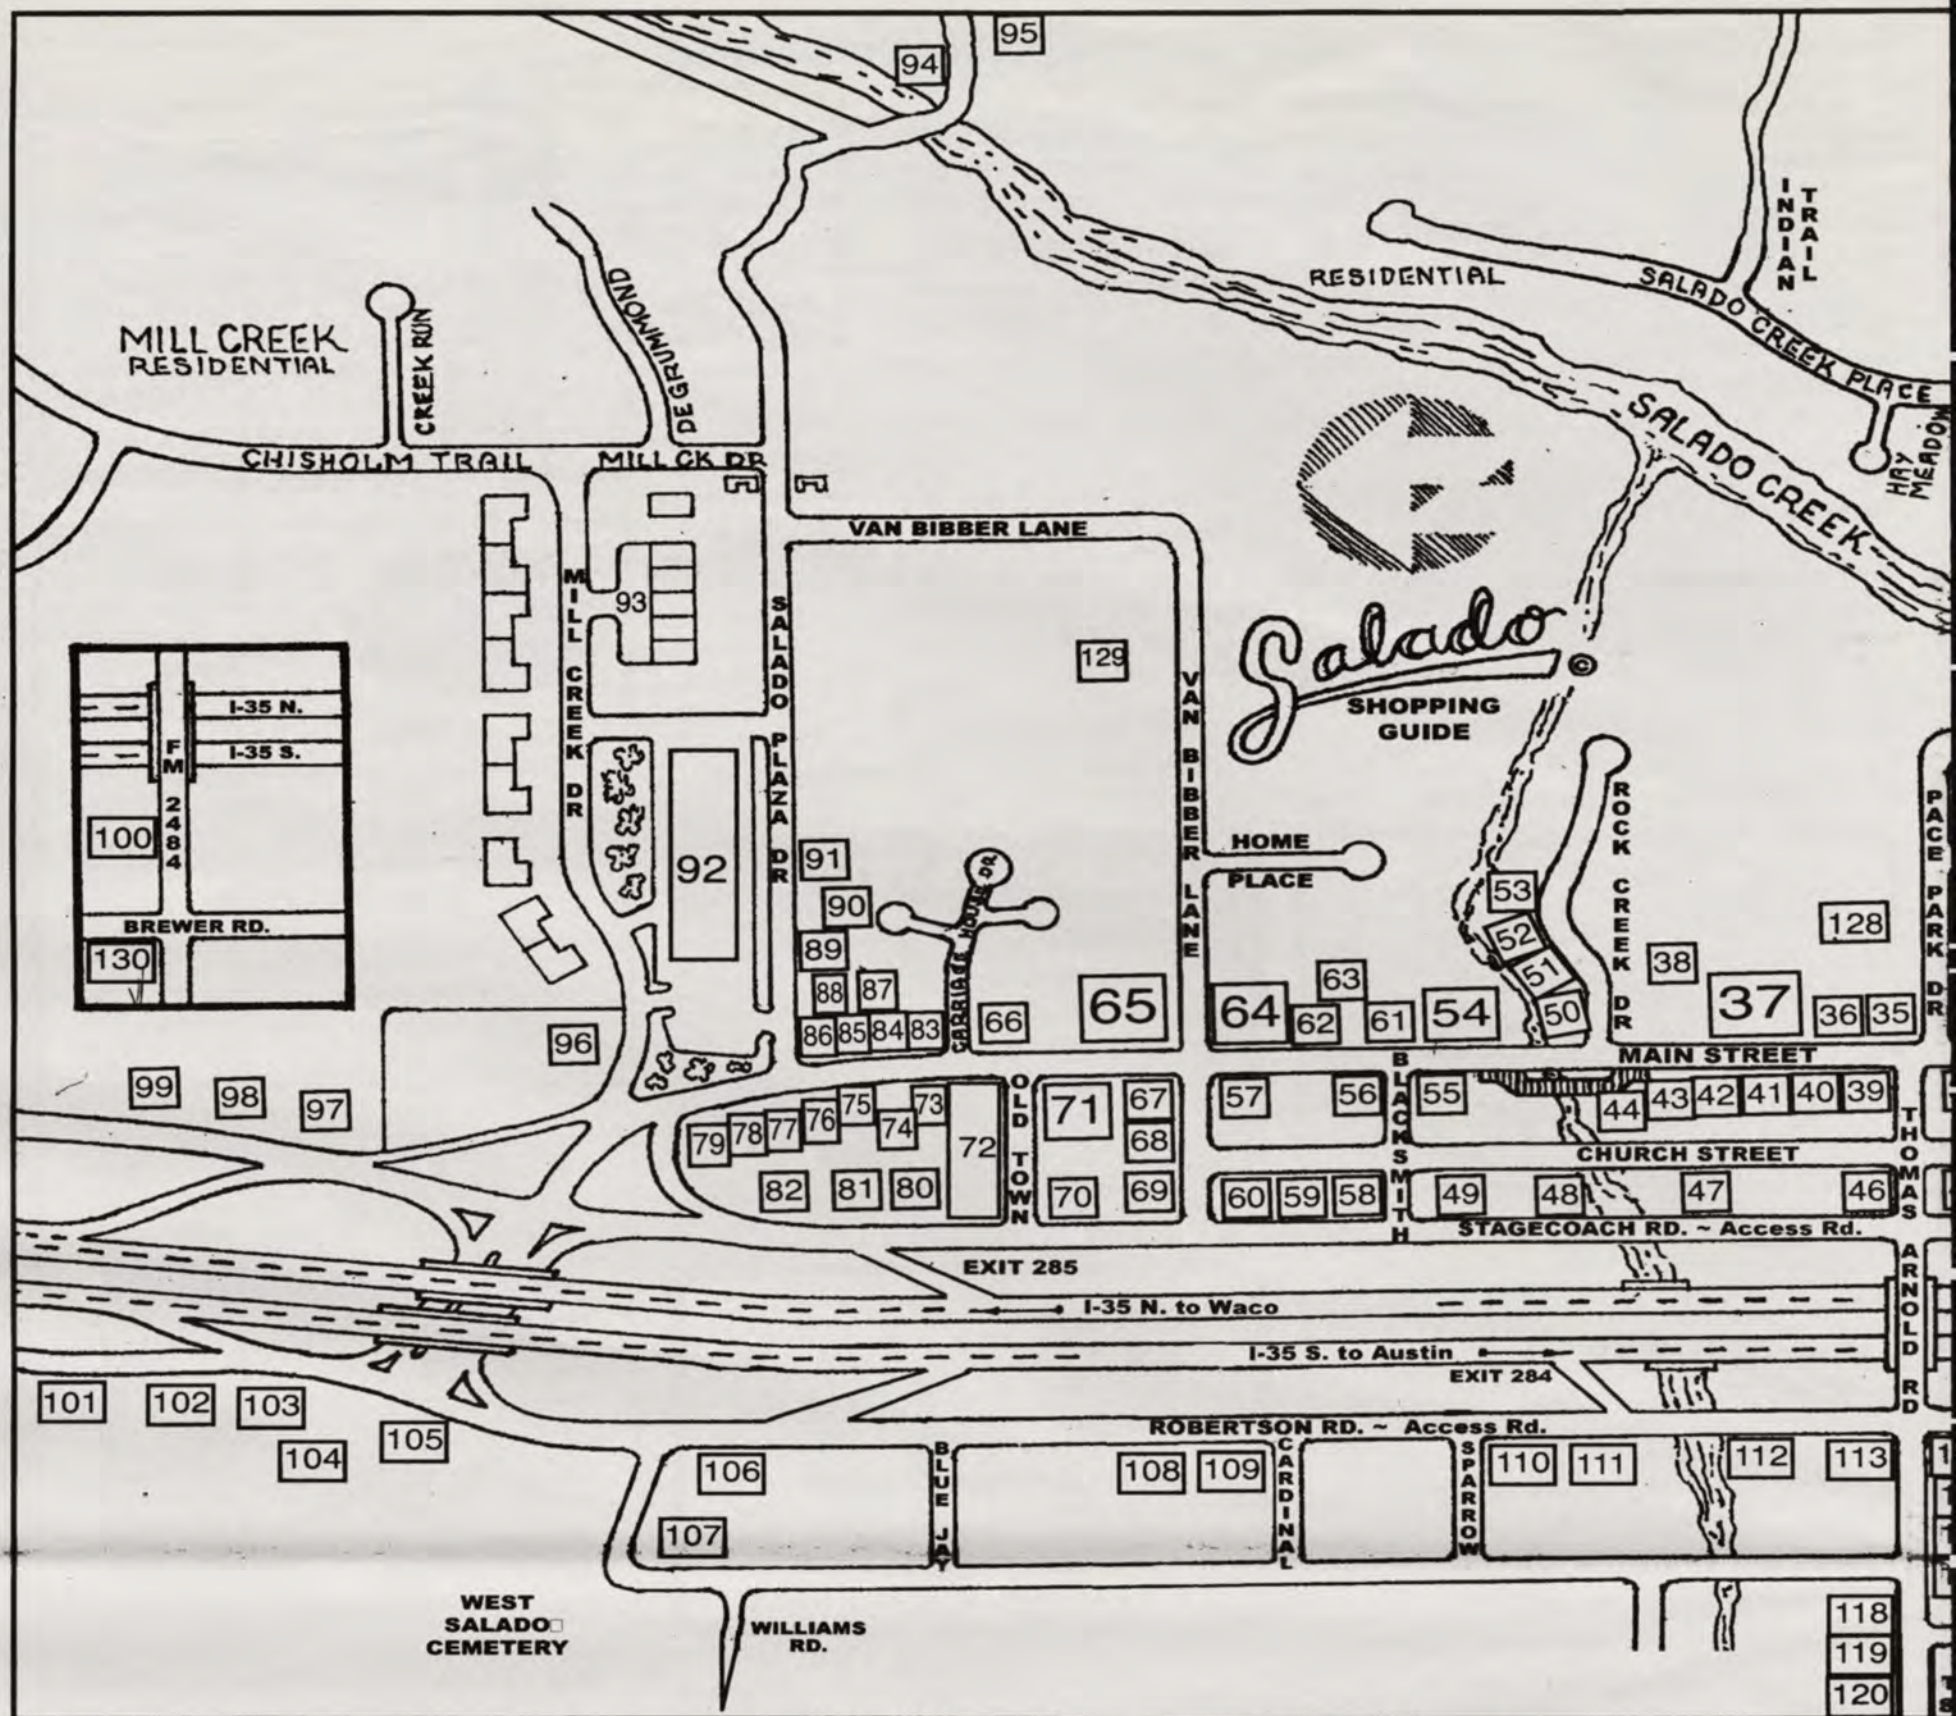 95
94
INDIAN
TRAIL
RESIDENTIAL
SALADO CREEK PLACE
HAY
MEADOW
SALADO CREEK
DEGRUMMOND
MILL CREEK
RESIDENTIAL
CREEK RUN
CHISHOLM TRAIL
MILL CK DR
VAN BIBBER LANE
MILL CREEK DR
93
SALADO PLAZA DR
129
VAN BIBBER LANE
Salado ©
SHOPPING
GUIDE
I-35 N.
I-35 S.
FM 2484
100
BREWER RD.
130
92
91
90
89
88
87
86
85
84
83
CARRIAGE HOUSE DR
66
65
HOME
PLACE
64
63
62
61
54
53
52
51
50
ROCK CREEK DR
38
37
128
36
35
PACE PARK DR
MAIN STREET
96
99
98
97
79
78
77
76
75
74
73
72
82
81
80
OLD TOWN
71
67
68
70
69
57
56
BLACKSMITH
55
44
43
42
41
40
39
CHURCH STREET
60
59
58
49
48
47
46
THOMAS ARNOLD RD
STAGECOACH RD. ~ Access Rd.
EXIT 285
I-35 N. to Waco
I-35 S. to Austin
EXIT 284
ROBERTSON RD. ~ Access Rd.
101
102
103
104
105
106
107
BLUE JAY
108
109
CARDINAL
SPARROW
110
111
112
113
WEST
SALADO
CEMETERY
WILLIAMS
RD.
118
119
120